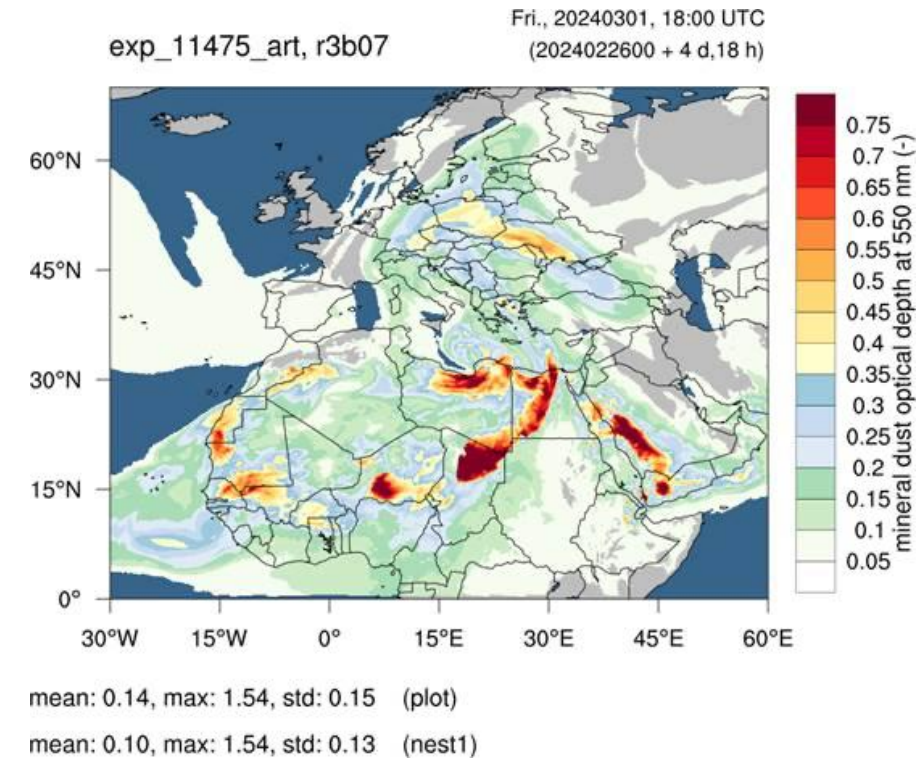 Fri., 20240301, 18:00 UTC
exp_11475_art, r3b07
(2024022600 + 4 d,18 h)
60°N
45°N
30°N
15°N
0°
30°W 15°W 0° 15°E 30°E 45°E 60°E
0.75
0.7
0.65
0.6
0.55
0.5
0.45
0.4
0.35
0.3
0.25
0.2
0.15
0.1
0.05
mineral dust optical depth at 550 nm (-)
mean: 0.14, max: 1.54, std: 0.15 (plot)
mean: 0.10, max: 1.54, std: 0.13 (nest1)